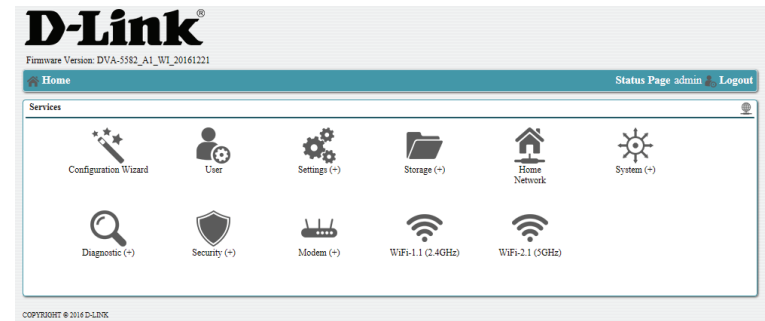 D-Link®
Firmware Version: DVA-5582_A1_WI_20161221
Home Status Page admin Logout
Services
Configuration Wizard User Settings (+) Storage (+) Home Network System (+)
Diagnostic (+) Security (+) Modem (+) WiFi-1.1 (2.4GHz) WiFi-2.1 (5GHz)
COPYRIGHT © 2016 D-LINK